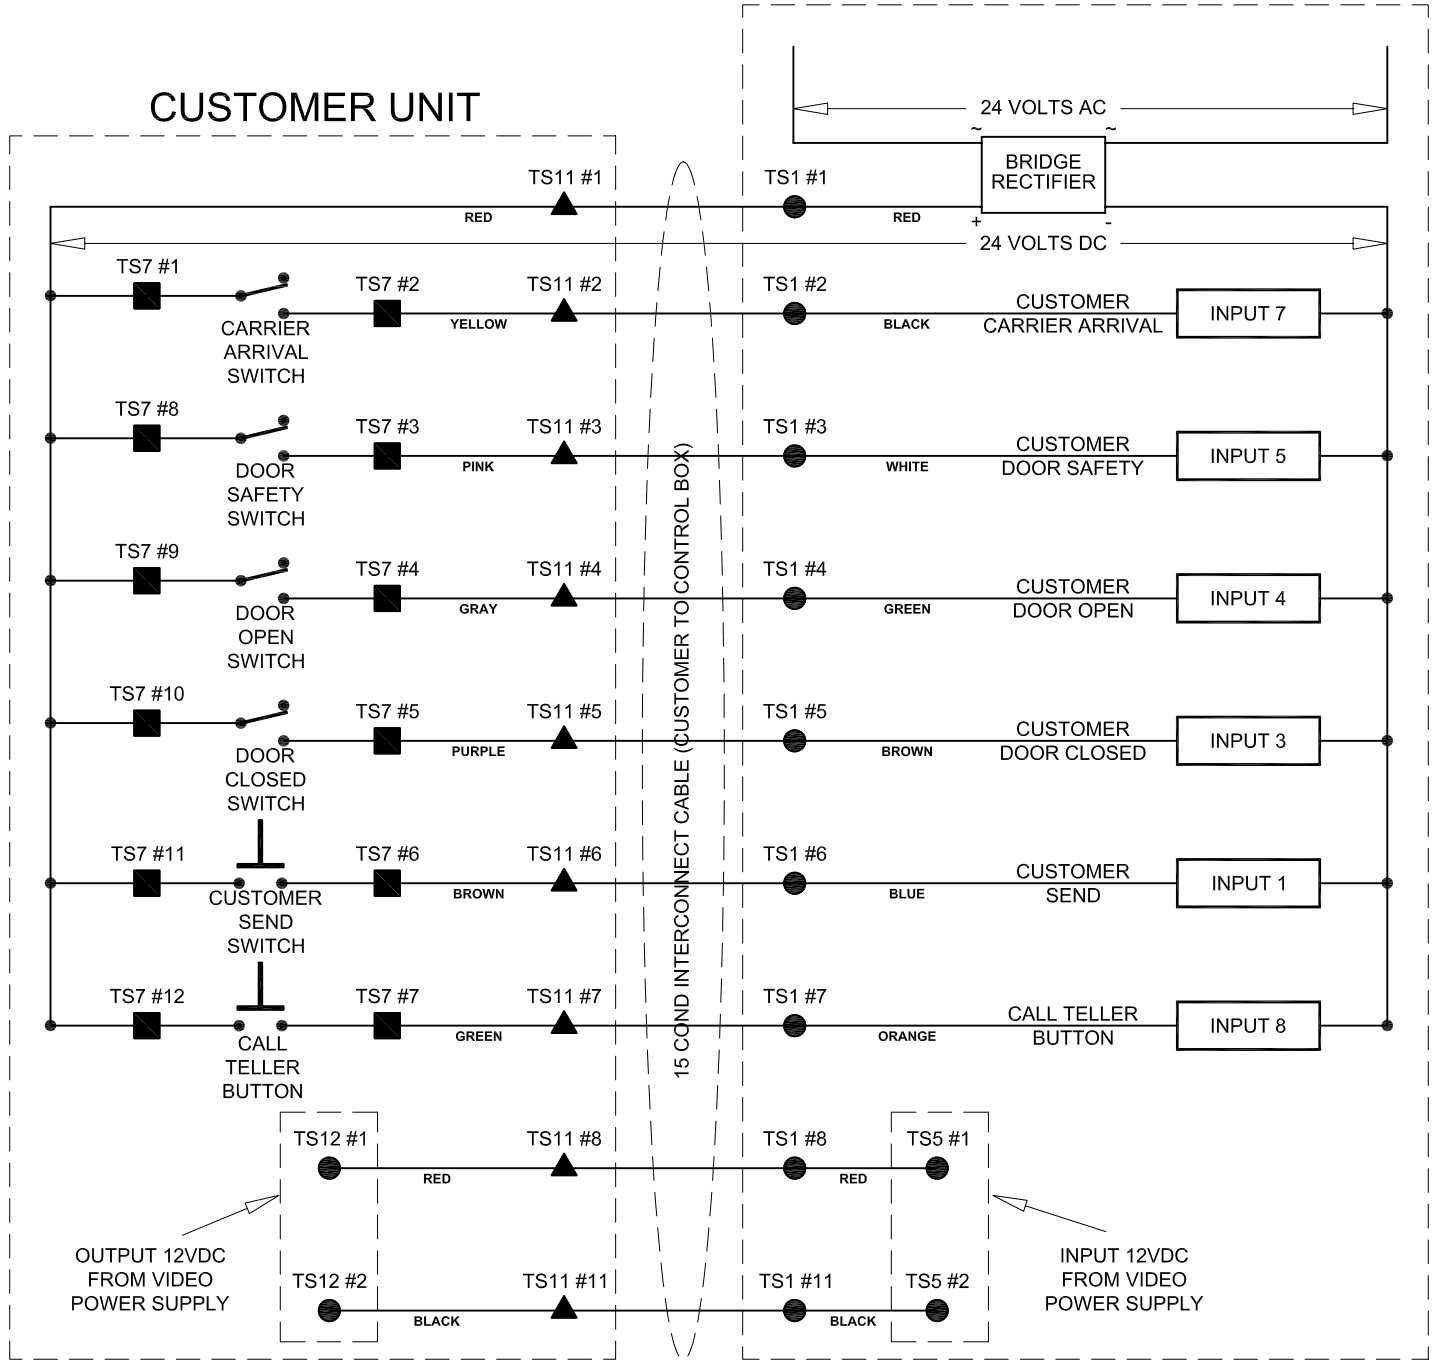 CUSTOMER UNIT
24 VOLTS AC
~ ~
BRIDGE
RECTIFIER
+ -
TS11 #1
TS1 #1
RED
RED
24 VOLTS DC
TS7 #1
TS7 #2
TS11 #2
TS1 #2
CARRIER
ARRIVAL
SWITCH
YELLOW
BLACK
CUSTOMER
CARRIER ARRIVAL
INPUT 7
TS7 #8
TS7 #3
TS11 #3
TS1 #3
DOOR
SAFETY
SWITCH
PINK
WHITE
CUSTOMER
DOOR SAFETY
INPUT 5
TS7 #9
TS7 #4
TS11 #4
TS1 #4
DOOR
OPEN
SWITCH
GRAY
GREEN
CUSTOMER
DOOR OPEN
INPUT 4
TS7 #10
TS7 #5
TS11 #5
TS1 #5
DOOR
CLOSED
SWITCH
PURPLE
BROWN
CUSTOMER
DOOR CLOSED
INPUT 3
TS7 #11
TS7 #6
TS11 #6
TS1 #6
CUSTOMER
SEND
SWITCH
BROWN
BLUE
CUSTOMER
SEND
INPUT 1
TS7 #12
TS7 #7
TS11 #7
TS1 #7
CALL
TELLER
BUTTON
GREEN
ORANGE
CALL TELLER
BUTTON
INPUT 8
15 COND INTERCONNECT CABLE (CUSTOMER TO CONTROL BOX)
TS12 #1
TS11 #8
TS1 #8
TS5 #1
RED
RED
OUTPUT 12VDC
FROM VIDEO
POWER SUPPLY
INPUT 12VDC
FROM VIDEO
POWER SUPPLY
TS12 #2
TS11 #11
TS1 #11
TS5 #2
BLACK
BLACK